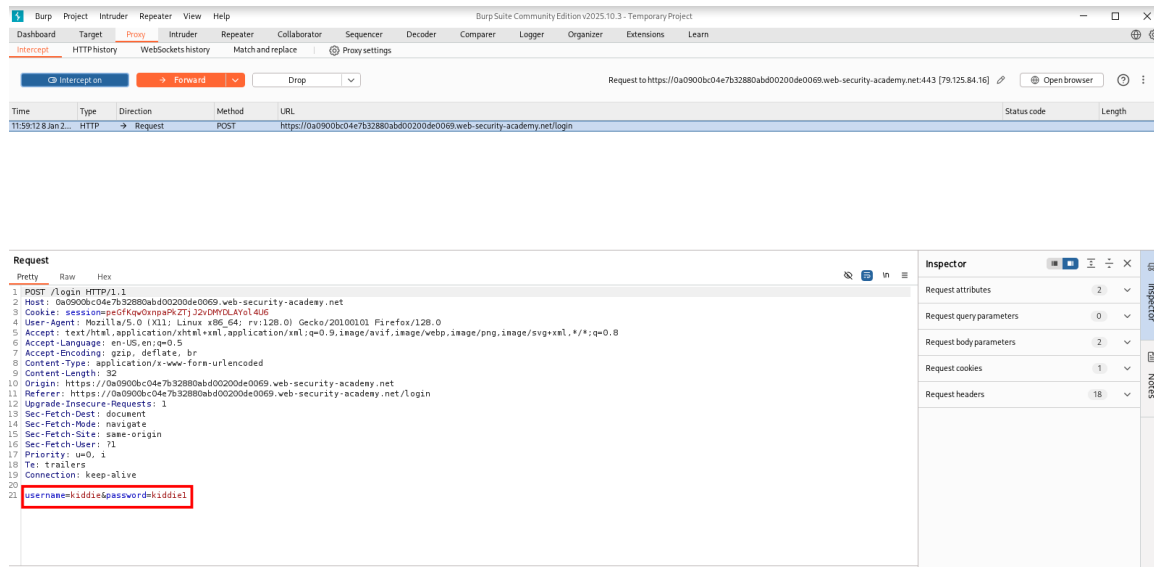 Burp Project Intruder Repeater View Help Burp Suite Community Edition v2025.10.3 - Temporary Project
Dashboard Target Proxy Intruder Repeater Collaborator Sequencer Decoder Comparer Logger Organizer Extensions Learn
Intercept HTTP history WebSockets history Match and replace Proxy settings
Intercept on Forward Drop Request to https://0a0900bc04e7b32880abd00200de0069.web-security-academy.net:443 [79.125.84.16] Open browser
Time Type Direction Method URL Status code Length
11:59:12 8 Jan 2... HTTP → Request POST https://0a0900bc04e7b32880abd00200de0069.web-security-academy.net/login
Request
Pretty Raw Hex \n
1 POST /login HTTP/1.1
2 Host: 0a0900bc04e7b32880abd00200de0069.web-security-academy.net
3 Cookie: session=peGfKqwOxnpaPkZTjJ2vDMYDLAYol4U6
4 User-Agent: Mozilla/5.0 (X11; Linux x86_64; rv:128.0) Gecko/20100101 Firefox/128.0
5 Accept: text/html,application/xhtml+xml,application/xml;q=0.9,image/avif,image/webp,image/png,image/svg+xml,*/*;q=0.8
6 Accept-Language: en-US,en;q=0.5
7 Accept-Encoding: gzip, deflate, br
8 Content-Type: application/x-www-form-urlencoded
9 Content-Length: 32
10 Origin: https://0a0900bc04e7b32880abd00200de0069.web-security-academy.net
11 Referer: https://0a0900bc04e7b32880abd00200de0069.web-security-academy.net/login
12 Upgrade-Insecure-Requests: 1
13 Sec-Fetch-Dest: document
14 Sec-Fetch-Mode: navigate
15 Sec-Fetch-Site: same-origin
16 Sec-Fetch-User: ?1
17 Priority: u=0, i
18 Te: trailers
19 Connection: keep-alive
20
21 username=kiddie&password=kiddie1
Inspector
Request attributes 2
Request query parameters 0
Request body parameters 2
Request cookies 1
Request headers 18
Inspector
Notes